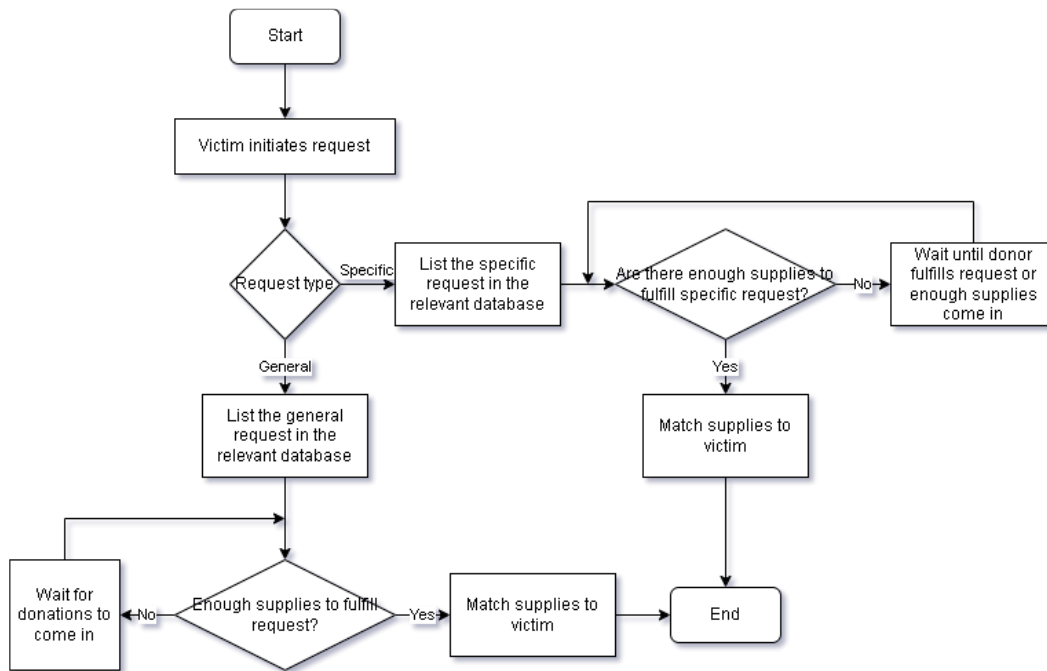 Start
Victim initiates request
Request type
Specific
List the specific
request in the
relevant database
Are there enough supplies to
fulfill specific request?
No
Wait until donor
fulfills request or
enough supplies
come in
General
Yes
List the general
request in the
relevant database
Match supplies to
victim
Wait for
donations to
come in
No
Enough supplies to fulfill
request?
Yes
Match supplies to
victim
End